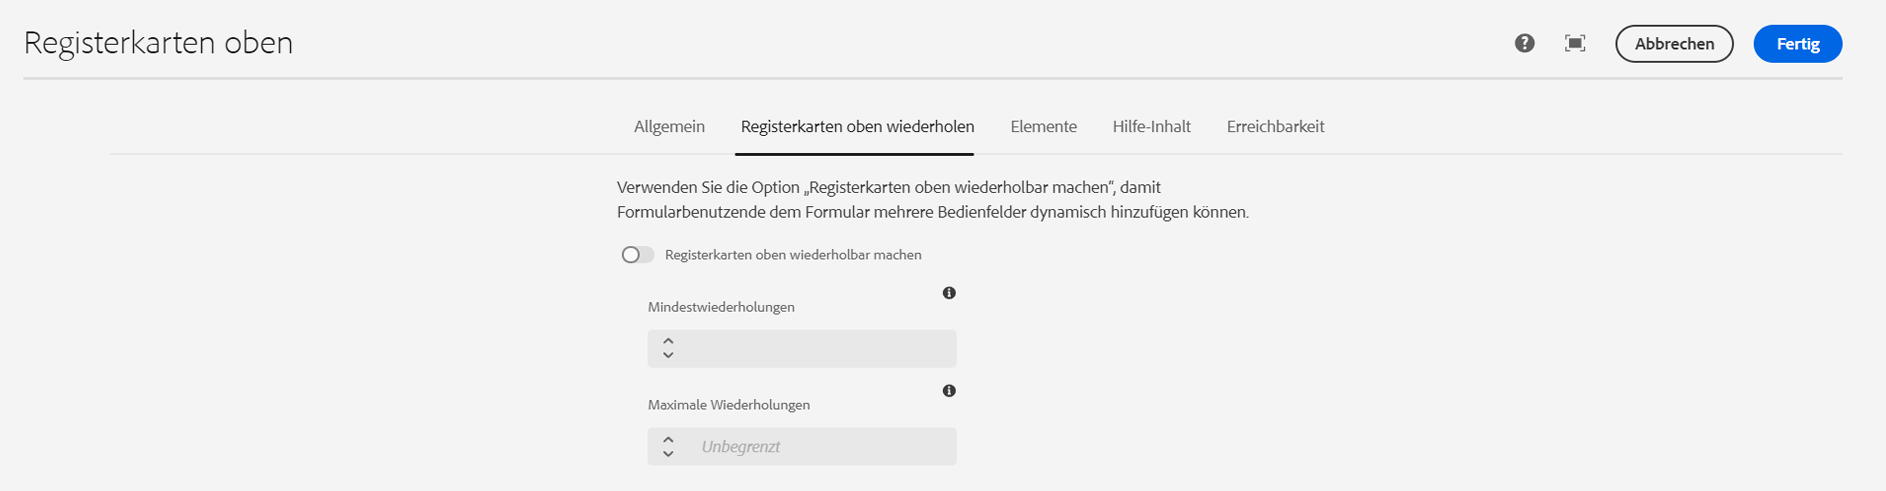 Registerkarten oben
Abbrechen
Fertig
Allgemein
Registerkarten oben wiederholen
Elemente
Hilfe-Inhalt
Erreichbarkeit
Verwenden Sie die Option „Registerkarten oben wiederholbar machen“, damit
Formularbenutzende dem Formular mehrere Bedienfelder dynamisch hinzufügen können.
Registerkarten oben wiederholbar machen
Mindestwiederholungen
Maximale Wiederholungen
Unbegrenzt